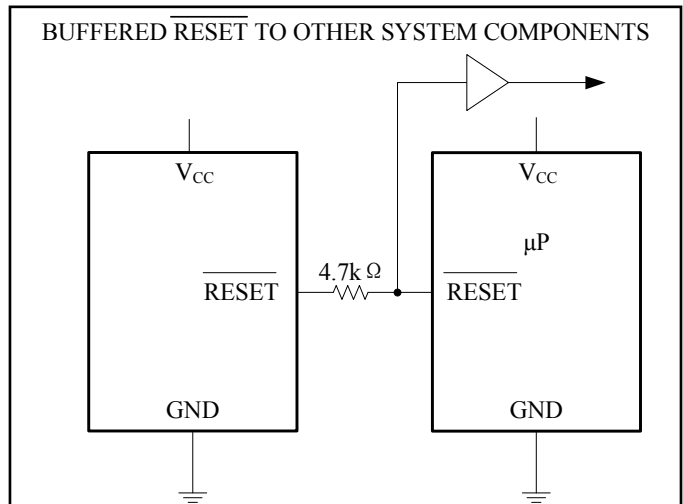 BUFFERED RESET TO OTHER SYSTEM COMPONENTS
VCC
VCC
μP
4.7k Ω
RESET
RESET
GND
GND